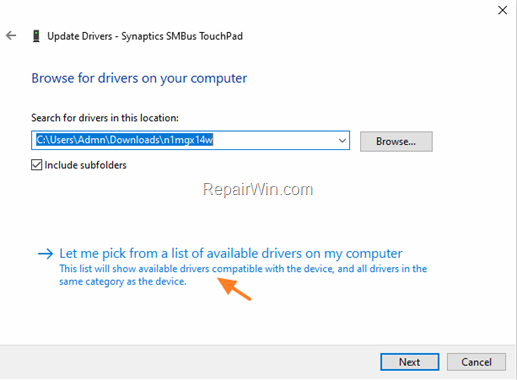 Update Drivers - Synaptics SMBus TouchPad
Browse for drivers on your computer
Search for drivers in this location:
C:\Users\Admn\Downloads\n1mgx14w
Browse...
Include subfolders
RepairWin.com
Let me pick from a list of available drivers on my computer
This list will show available drivers compatible with the device, and all drivers in the
same category as the device.
Next
Cancel